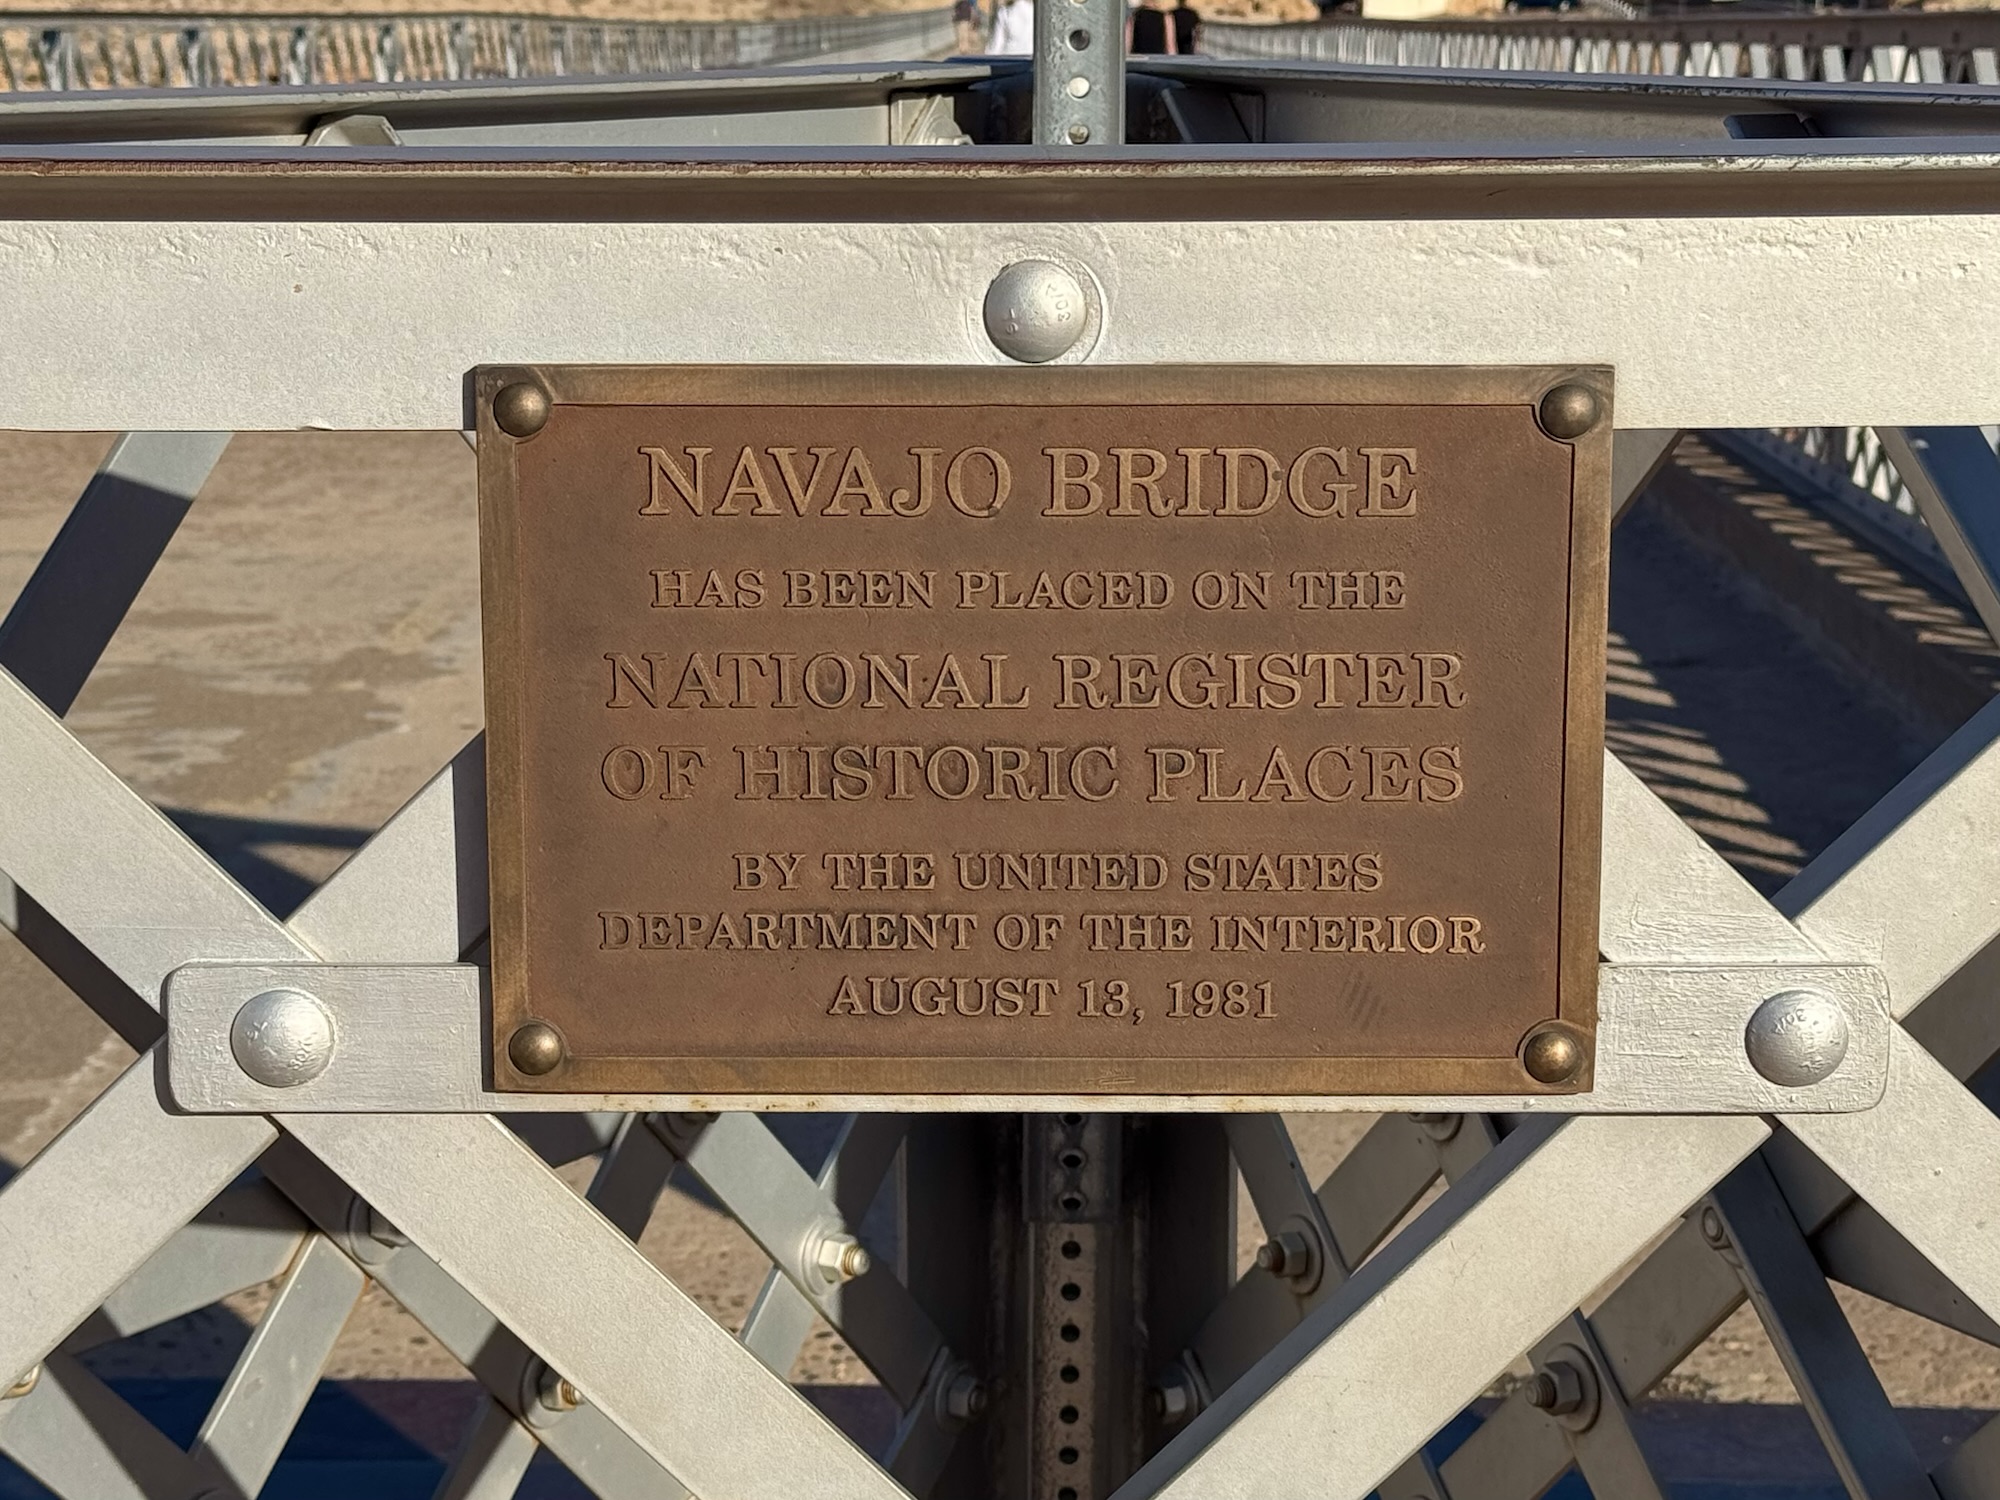 NAVAJO BRIDGE
HAS BEEN PLACED ON THE
NATIONAL REGISTER
OF HISTORIC PLACES
BY THE UNITED STATES
DEPARTMENT OF THE INTERIOR
AUGUST 13, 1981